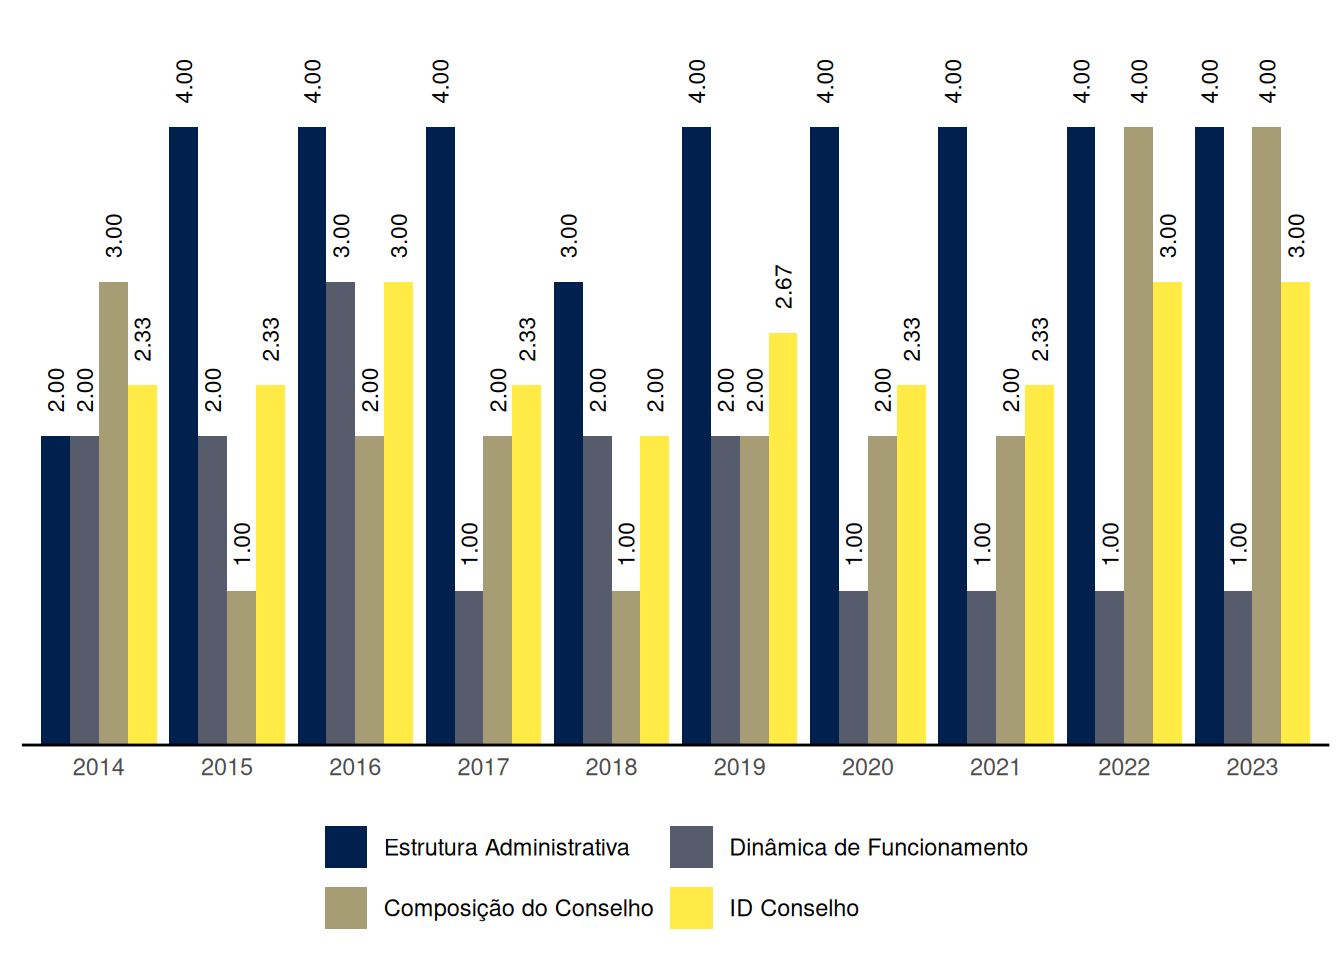 2.00 2.00 3.00 2.33
4.00 2.00 1.00 2.33
4.00 3.00 2.00 3.00
4.00 1.00 2.00 2.33
3.00 2.00 1.00 2.00
4.00 2.00 2.00 2.67
4.00 1.00 2.00 2.33
4.00 1.00 2.00 2.33
4.00 1.00 4.00 3.00
4.00 1.00 4.00 3.00
2014 2015 2016 2017 2018 2019 2020 2021 2022 2023
Estrutura Administrativa Dinâmica de Funcionamento
Composição do Conselho ID Conselho